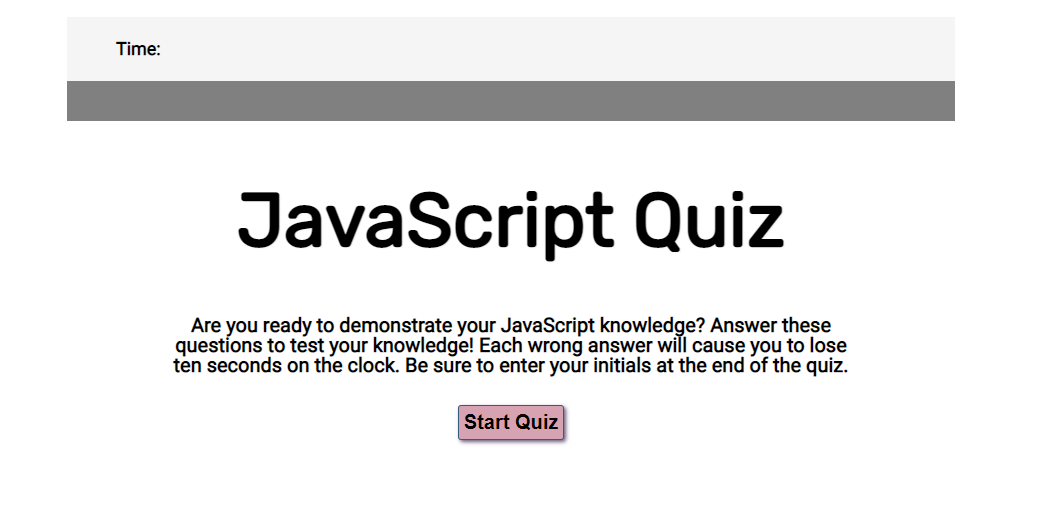 Time:
JavaScript Quiz
Are you ready to demonstrate your JavaScript knowledge? Answer these
questions to test your knowledge! Each wrong answer will cause you to lose
ten seconds on the clock. Be sure to enter your initials at the end of the quiz.
Start Quiz